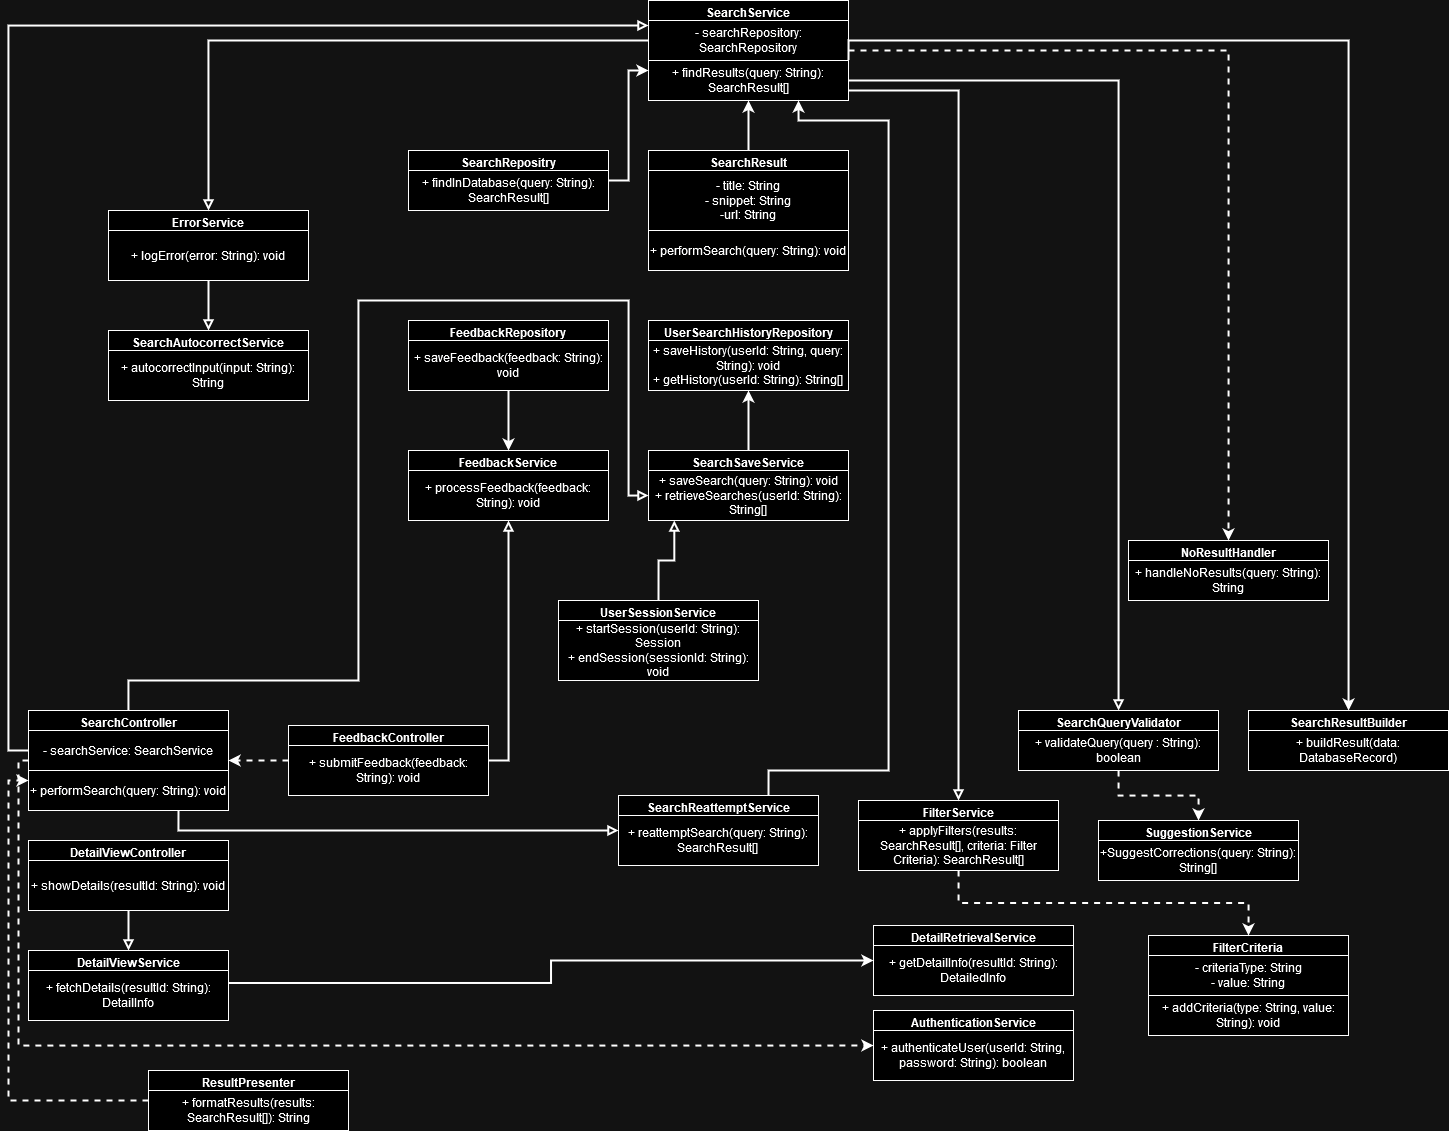 SearchService
- searchRepository:
SearchRepository
+ findResults(query: String):
SearchResult[]
SearchRepositry
+ findInDatabase(query: String):
SearchResult[]
SearchResult
- title: String
- snippet: String
-url: String
+ performSearch(query: String): void
ErrorService
+ logError(error: String): void
SearchAutocorrectService
+ autocorrectInput(input: String):
String
FeedbackRepository
+ saveFeedback(feedback: String):
void
UserSearchHistoryRepository
+ saveHistory(userId: String, query:
String): void
+ getHistory(userId: String): String[]
FeedbackService
+ processFeedback(feedback:
String): void
SearchSaveService
+ saveSearch(query: String): void
+ retrieveSearches(userId: String):
String[]
NoResultHandler
+ handleNoResults(query: String):
String
UserSessionService
+ startSession(userId: String):
Session
+ endSession(sessionId: String):
void
SearchController
- searchService: SearchService
+ performSearch(query: String): void
FeedbackController
+ submitFeedback(feedback:
String): void
SearchQueryValidator
+ validateQuery(query : String):
boolean
SearchResultBuilder
+ buildResult(data:
DatabaseRecord)
SearchReattemptService
+ reattemptSearch(query: String):
SearchResult[]
FilterService
+ applyFilters(results:
SearchResult[], criteria: Filter
Criteria): SearchResult[]
SuggestionService
+SuggestCorrections(query: String):
String[]
DetailViewController
+ showDetails(resultId: String): void
DetailViewService
+ fetchDetails(resultId: String):
DetailInfo
DetailRetrievalService
+ getDetailInfo(resultId: String):
DetailedInfo
FilterCriteria
- criteriaType: String
- value: String
+ addCriteria(type: String, value:
String): void
AuthenticationService
+ authenticateUser(userId: String,
password: String): boolean
ResultPresenter
+ formatResults(results:
SearchResult[]): String